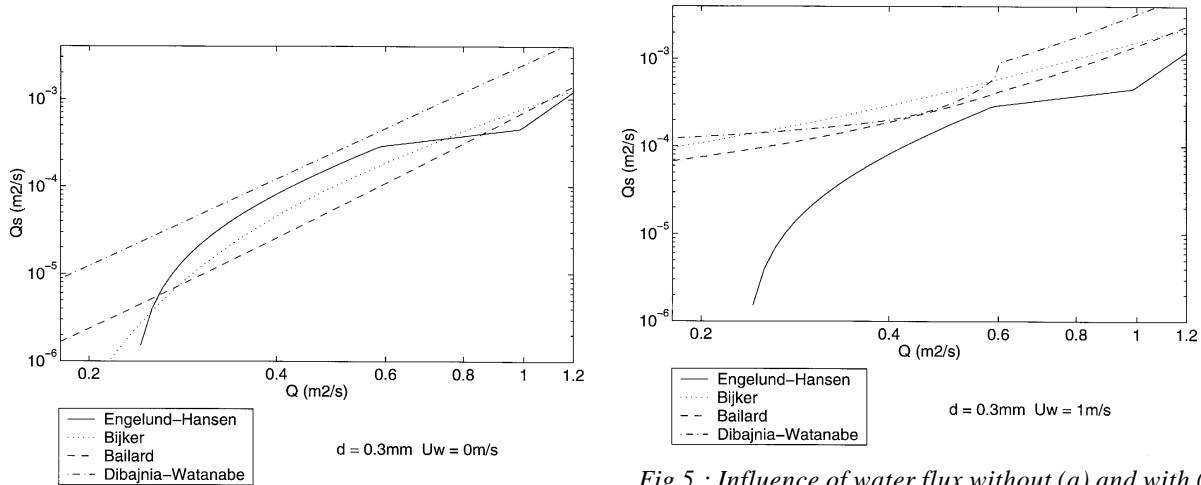 10^-3
10^-4
10^-5
10^-6
Qs (m2/s)
0.2
0.4
0.6
0.8
1
1.2
Q (m2/s)
Engelund-Hansen
Bijker
Bailard
Dibajnia-Watanabe
d = 0.3mm Uw = 0m/s
10^-3
10^-4
10^-5
10^-6
Qs (m2/s)
0.2
0.4
0.6
0.8
1
1.2
Q (m2/s)
Engelund-Hansen
Bijker
Bailard
Dibajnia-Watanabe
d = 0.3mm Uw = 1m/s
Fig 5 : Influence of water flux without (a) and with (